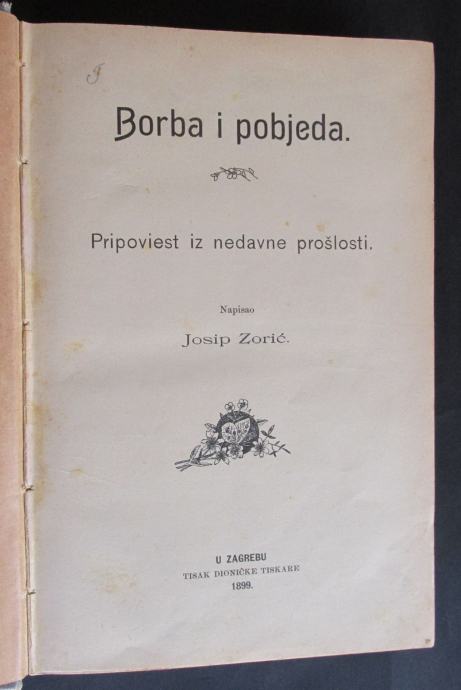 Borba i pobjeda.
Pripoviest iz nedavne prošlosti.
Napisao
Josip Zorić.
U ZAGREBU
TISAK DIONIČKE TISKARE
1899.